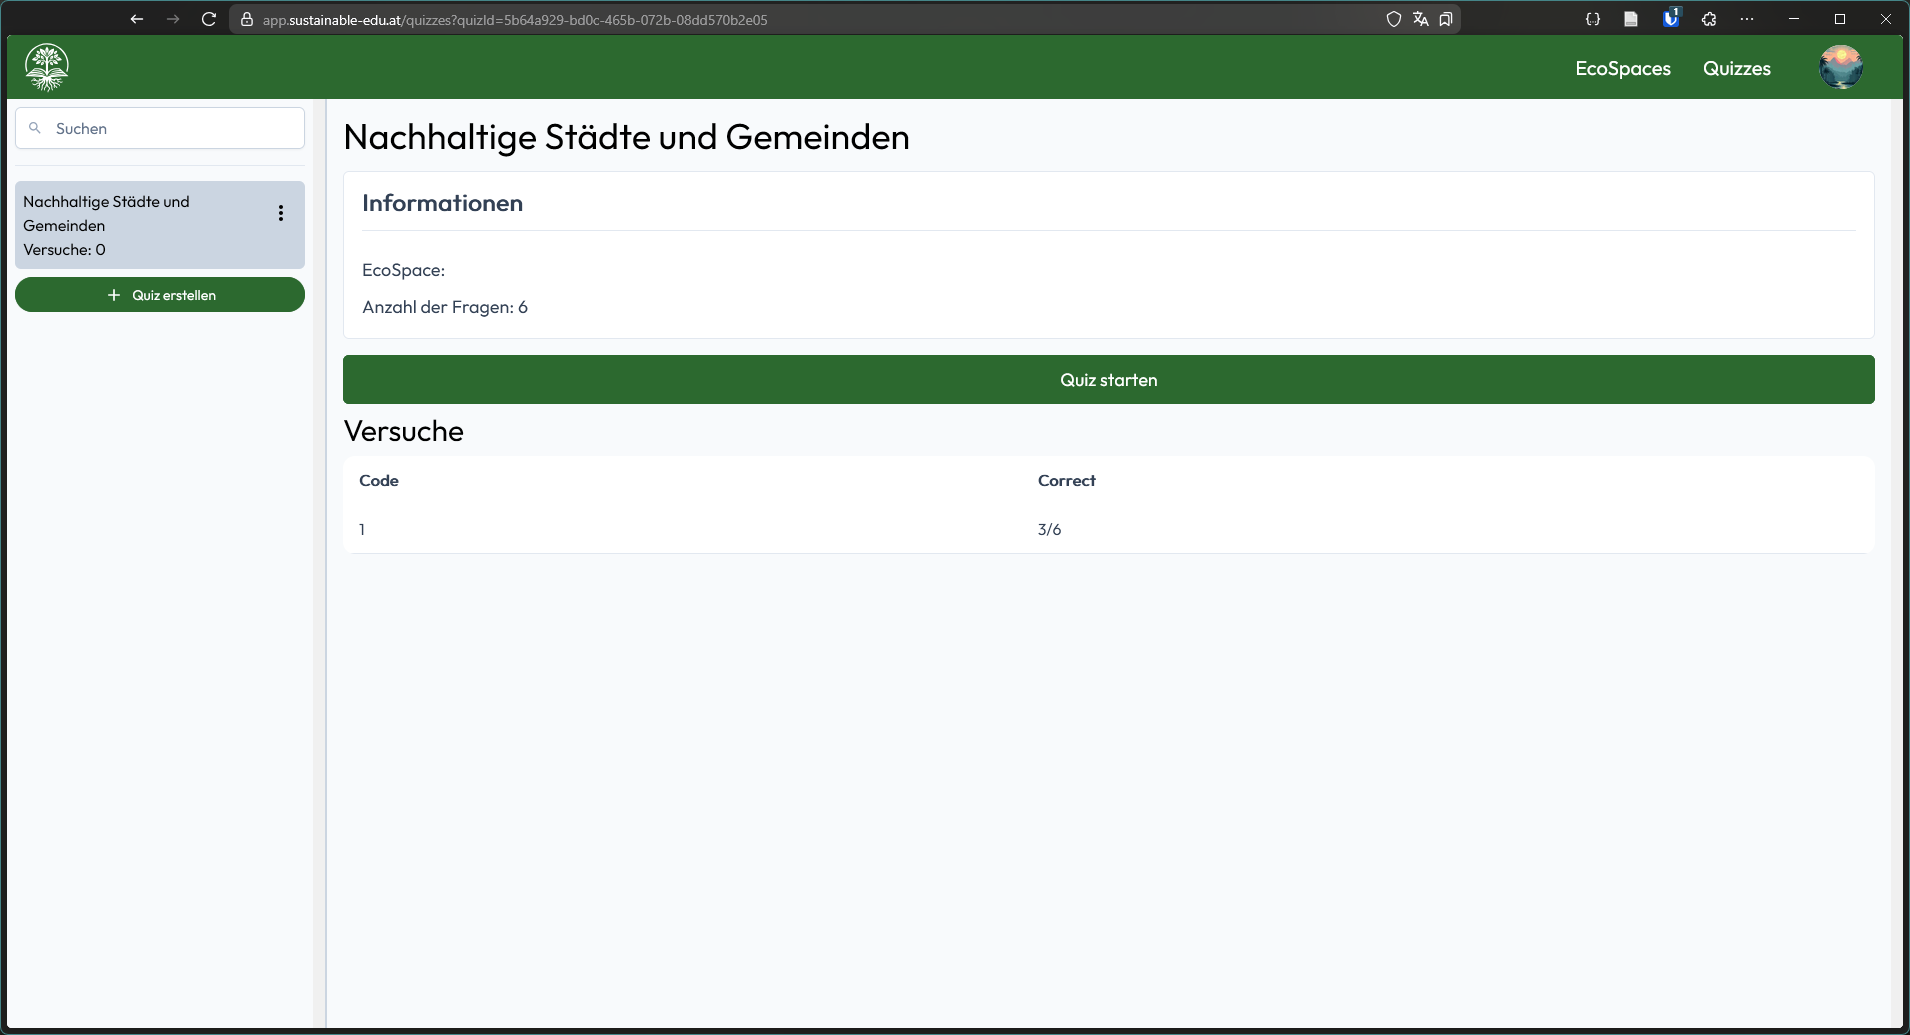 app.sustainable-edu.at/quizzes?quizId=5b64a929-bd0c-465b-072b-08dd570b2e05
1
EcoSpaces
Quizzes
Suchen
Nachhaltige Städte und
Gemeinden
Versuche: 0
Quiz erstellen
Nachhaltige Städte und Gemeinden
Informationen
EcoSpace:
Anzahl der Fragen: 6
Quiz starten
Versuche
Code Correct
1 3/6